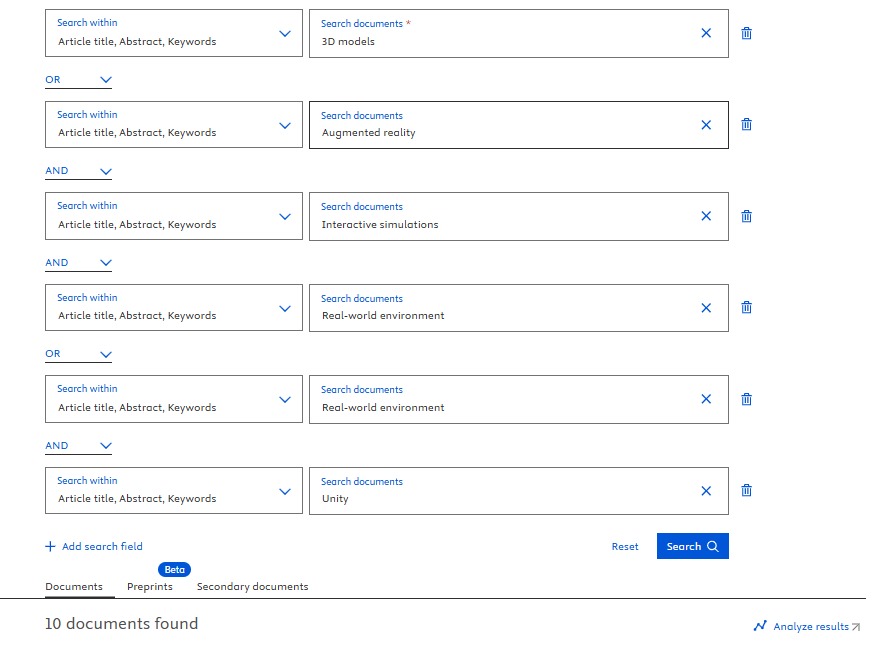 Search within
Article title, Abstract, Keywords
Search documents *
3D models
OR
Search within
Article title, Abstract, Keywords
Search documents
Augmented reality
AND
Search within
Article title, Abstract, Keywords
Search documents
Interactive simulations
AND
Search within
Article title, Abstract, Keywords
Search documents
Real-world environment
OR
Search within
Article title, Abstract, Keywords
Search documents
Real-world environment
AND
Search within
Article title, Abstract, Keywords
Search documents
Unity
+ Add search field
Reset
Search
Beta
Documents Preprints Secondary documents
10 documents found
Analyze results